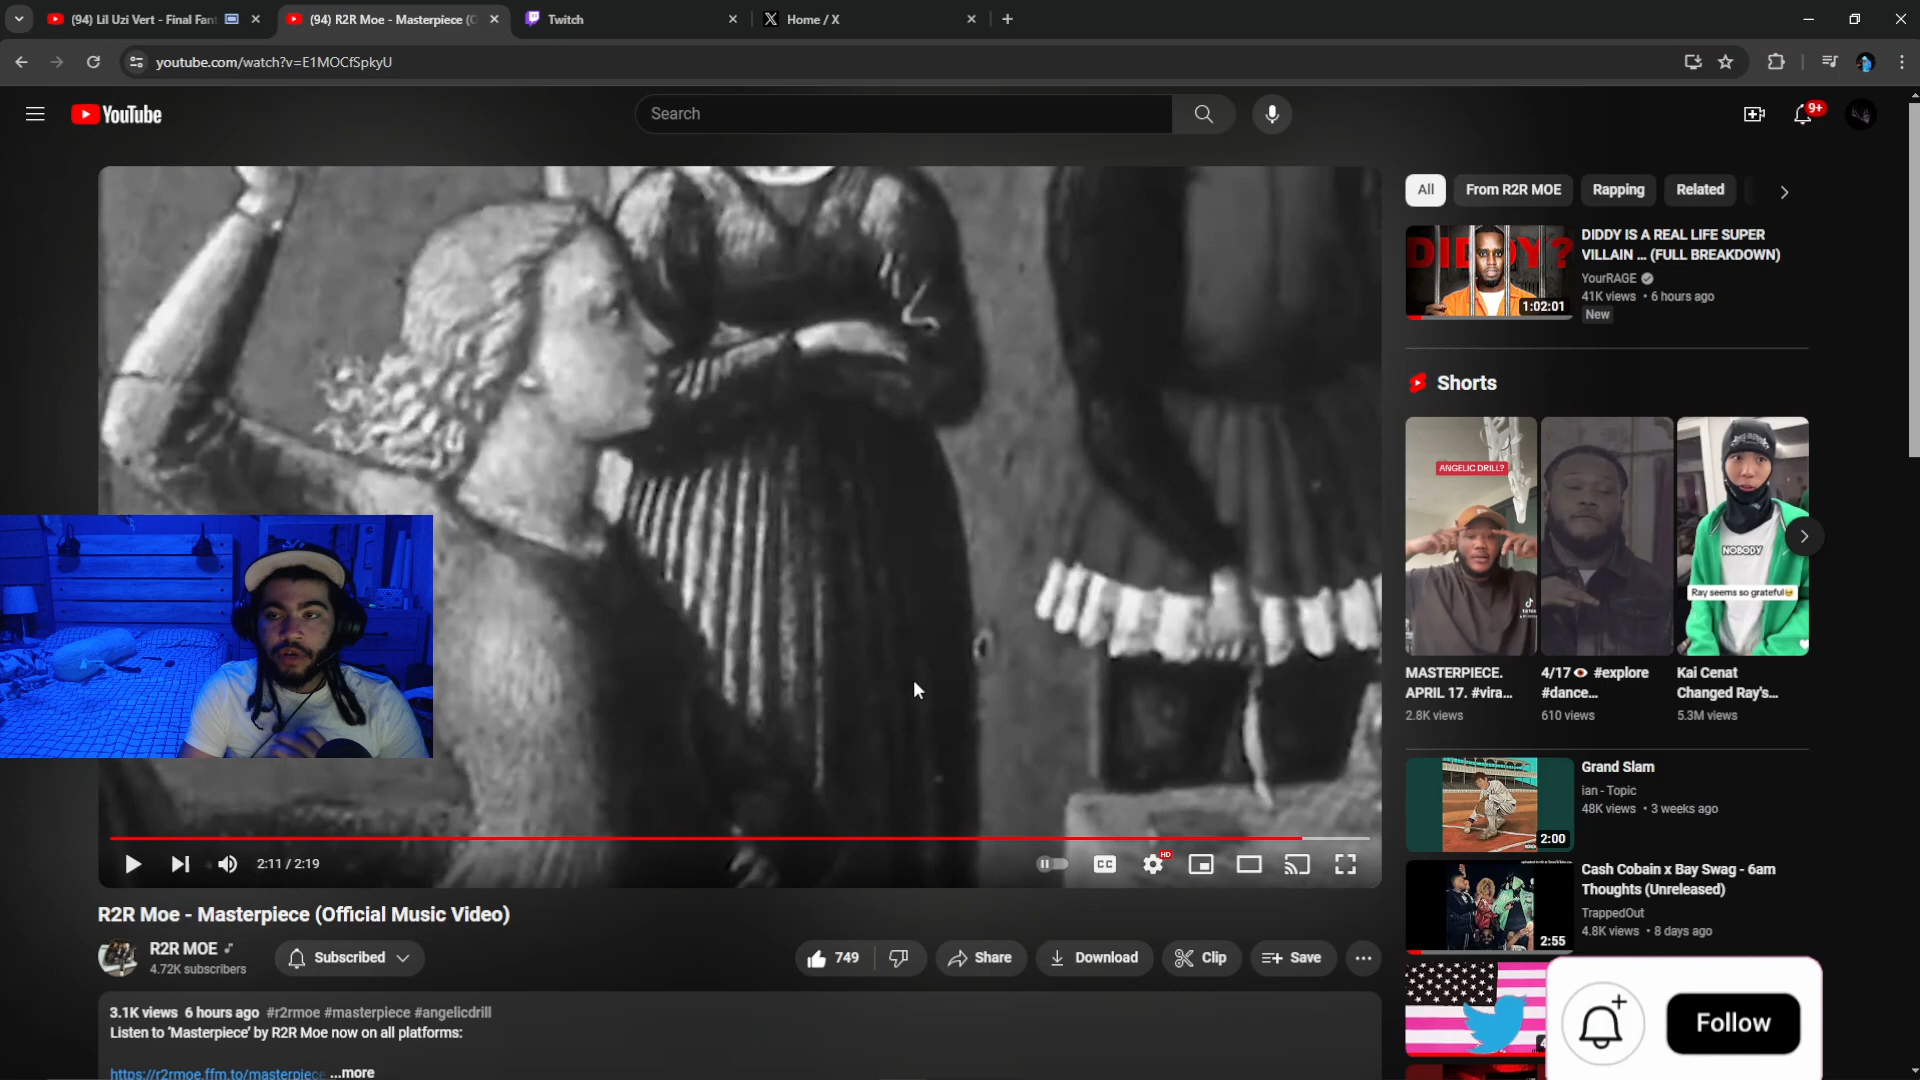 (94) Lil Uzi Vert - Final Fant
(94) R2R Moe - Masterpiece (O
Twitch
Home / X
youtube.com/watch?v=E1MOCfSpkyU
YouTube
Search
9+
All
From R2R MOE
Rapping
Related
DIDDY?
1:02:01
DIDDY IS A REAL LIFE SUPER
VILLAIN ... (FULL BREAKDOWN)
YourRAGE
41K views • 6 hours ago
New
Shorts
ANGELIC DRILL?
NOBODY
Ray seems so grateful🥹
MASTERPIECE.
APRIL 17. #vira...
2.8K views
4/17👁️ #explore
#dance...
610 views
Kai Cenat
Changed Ray's...
5.3M views
2:00
Grand Slam
ian - Topic
48K views • 3 weeks ago
2:55
Cash Cobain x Bay Swag - 6am
Thoughts (Unreleased)
TrappedOut
4.8K views • 8 days ago
2:11 / 2:19
CC
HD
R2R Moe - Masterpiece (Official Music Video)
R2R MOE
4.72K subscribers
Subscribed
749
Share
Download
Clip
Save
3.1K views 6 hours ago #r2rmoe #masterpiece #angelicdrill
Listen to 'Masterpiece' by R2R Moe now on all platforms:
https://r2rmoe.ffm.to/masterpiece ...more
Follow